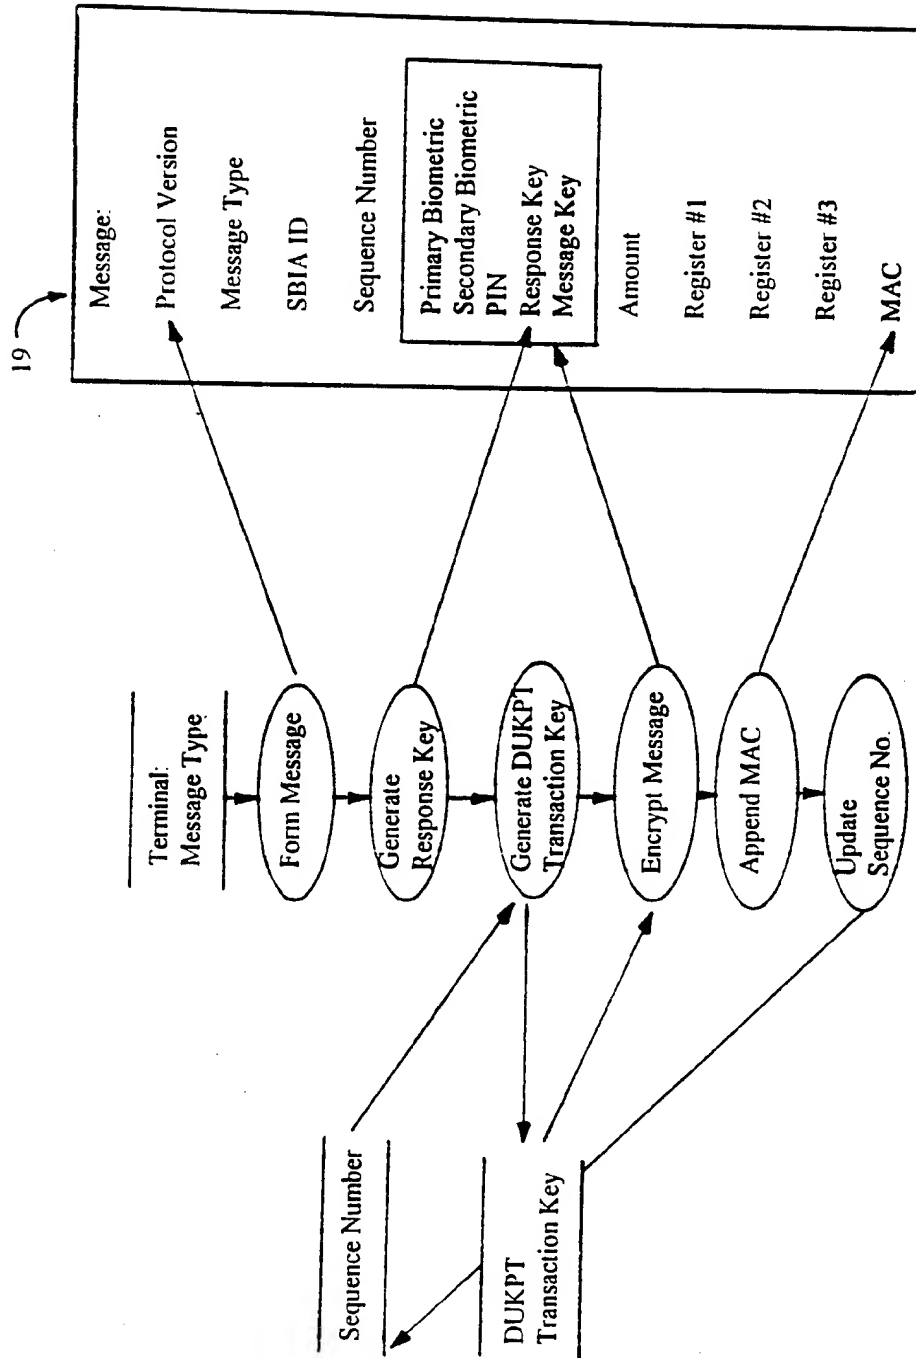 19
Message:
Protocol Version
Message Type
SBIA ID
Sequence Number
Primary Biometric
Secondary Biometric
PIN
Response Key
Message Key
Amount
Register #1
Register #2
Register #3
MAC
Terminal:
Message Type
Form Message
Generate
Response Key
Generate DUKPT
Transaction Key
Encrypt Message
Append MAC
Update
Sequence No.
Sequence Number
DUKPT
Transaction Key